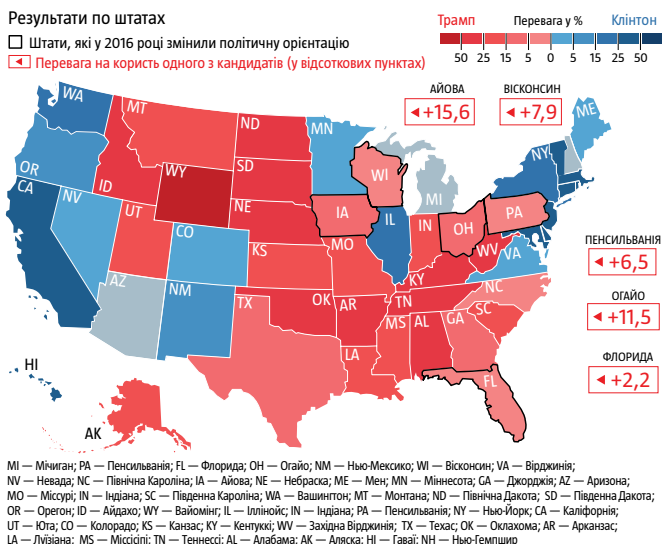 Результати по штатах
Штати, які у 2016 році змінили політичну орієнтацію
Перевага на користь одного з кандидатів (у відсоткових пунктах)
Трамп Перевага у % Клінтон
50 25 15 5 0 5 15 25 50
АЙОВА
+15,6
ВІСКОНСИН
+7,9
WA
MT
ND
MN
ME
OR
ID
WY
SD
WI
MI
NY
CA
NV
UT
NE
IA
PA
CO
IL
IN
OH
KS
MO
WV
VA
KY
AZ
NM
OK
AR
TN
NC
SC
TX
MS
AL
GA
LA
FL
HI
AK
ПЕНСИЛЬВАНІЯ
+6,5
ОГАЙО
+11,5
ФЛОРИДА
+2,2
MI — Мічиган; PA — Пенсильванія; FL — Флорида; OH — Огайо; NM — Нью-Мексико; WI — Вісконсин; VA — Вірджинія;
NV — Невада; NC — Північна Кароліна; IA — Айова; NE — Небраска; ME — Мен; MN — Міннесота; GA — Джорджія; AZ — Аризона;
MO — Міссурі; IN — Індіана; SC — Південна Кароліна; WA — Вашингтон; MT — Монтана; ND — Північна Дакота; SD — Південна Дакота;
OR — Орегон; ID — Айдахо; WY — Вайомінг; IL — Іллінойс; IN — Індіана; PA — Пенсильванія; NY — Нью-Йорк; CA — Каліфорнія;
UT — Юта; CO — Колорадо; KS — Канзас; KY — Кентуккі; WV — Західна Вірджинія; TX — Техас; OK — Оклахома; AR — Арканзас;
LA — Луїзіана; MS — Міссісіпі; TN — Теннессі; AL — Алабама; AK — Аляска; HI — Гаваї; NH — Нью-Гемпшир